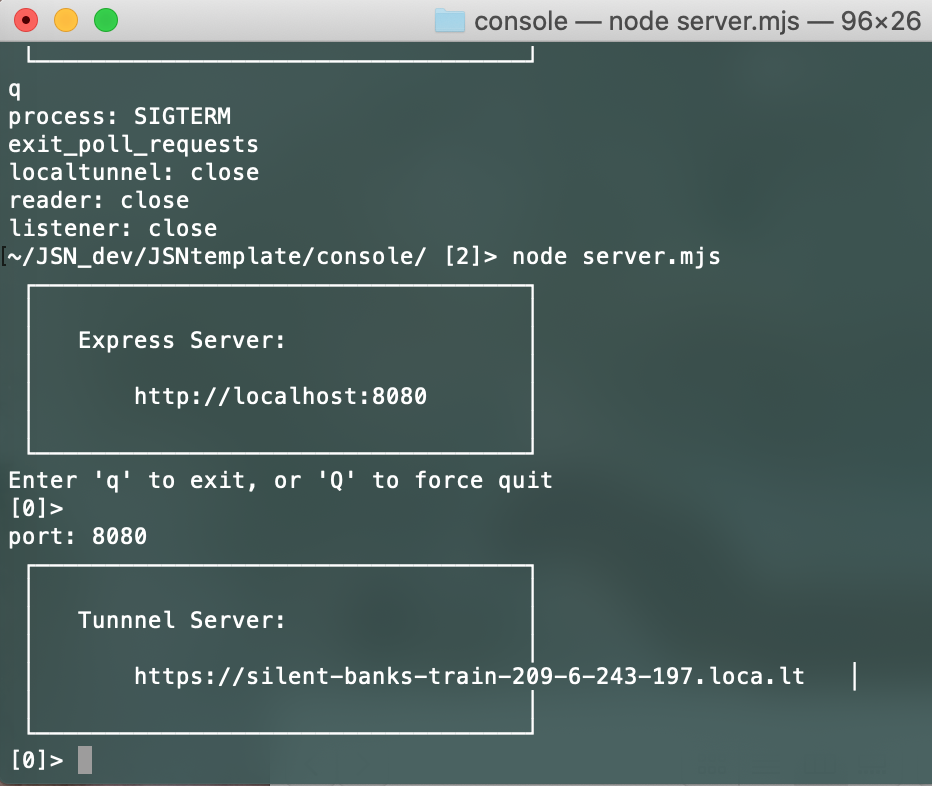 console — node server.mjs — 96×26
q
process: SIGTERM
exit_poll_requests
localtunnel: close
reader: close
listener: close
[~/JSN_dev/JSNtemplate/console/ [2]> node server.mjs
Express Server:
http://localhost:8080
Enter 'q' to exit, or 'Q' to force quit
[0]>
port: 8080
Tunnnel Server:
https://silent-banks-train-209-6-243-197.loca.lt
[0]>